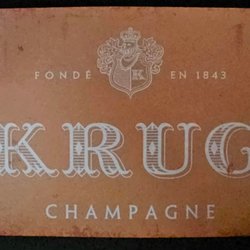 K
FONDÉ EN 1843
KRUG
CHAMPAGNE